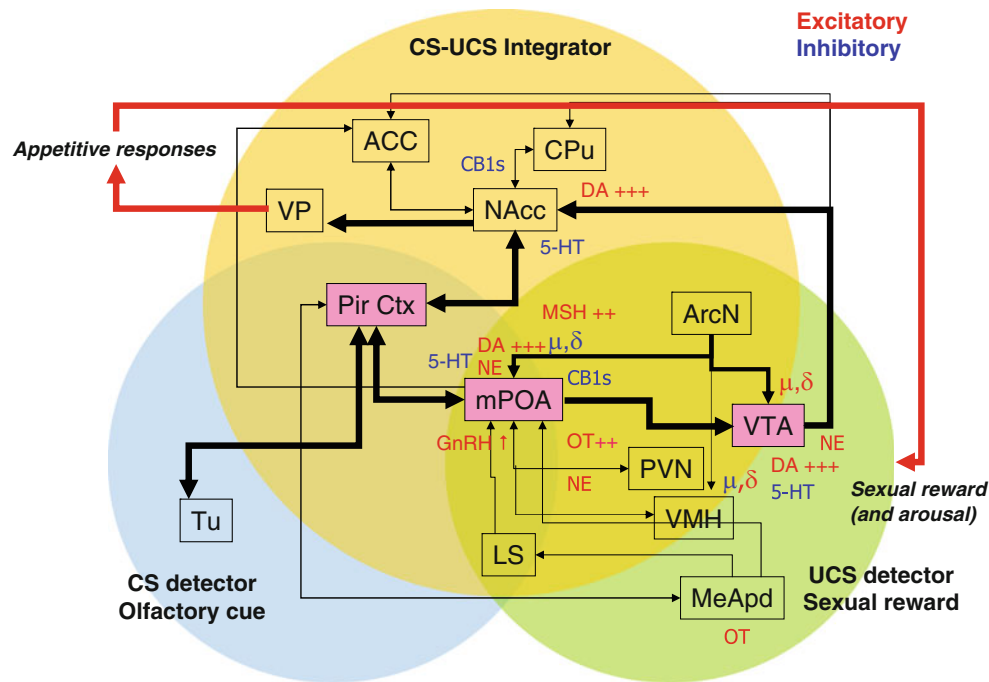 Excitatory
Inhibitory
CS-UCS Integrator
Appetitive responses
ACC
CPu
CB1s
DA +++
VP
NAcc
5-HT
Pir Ctx
MSH ++
ArcN
5-HT
DA +++
μ,δ
NE
CB1s
mPOA
μ,δ
VTA
GnRH ↑
OT++
NE
PVN
NE
DA +++
5-HT
μ,δ
Sexual reward
(and arousal)
Tu
VMH
LS
CS detector
Olfactory cue
UCS detector
Sexual reward
MeApd
OT